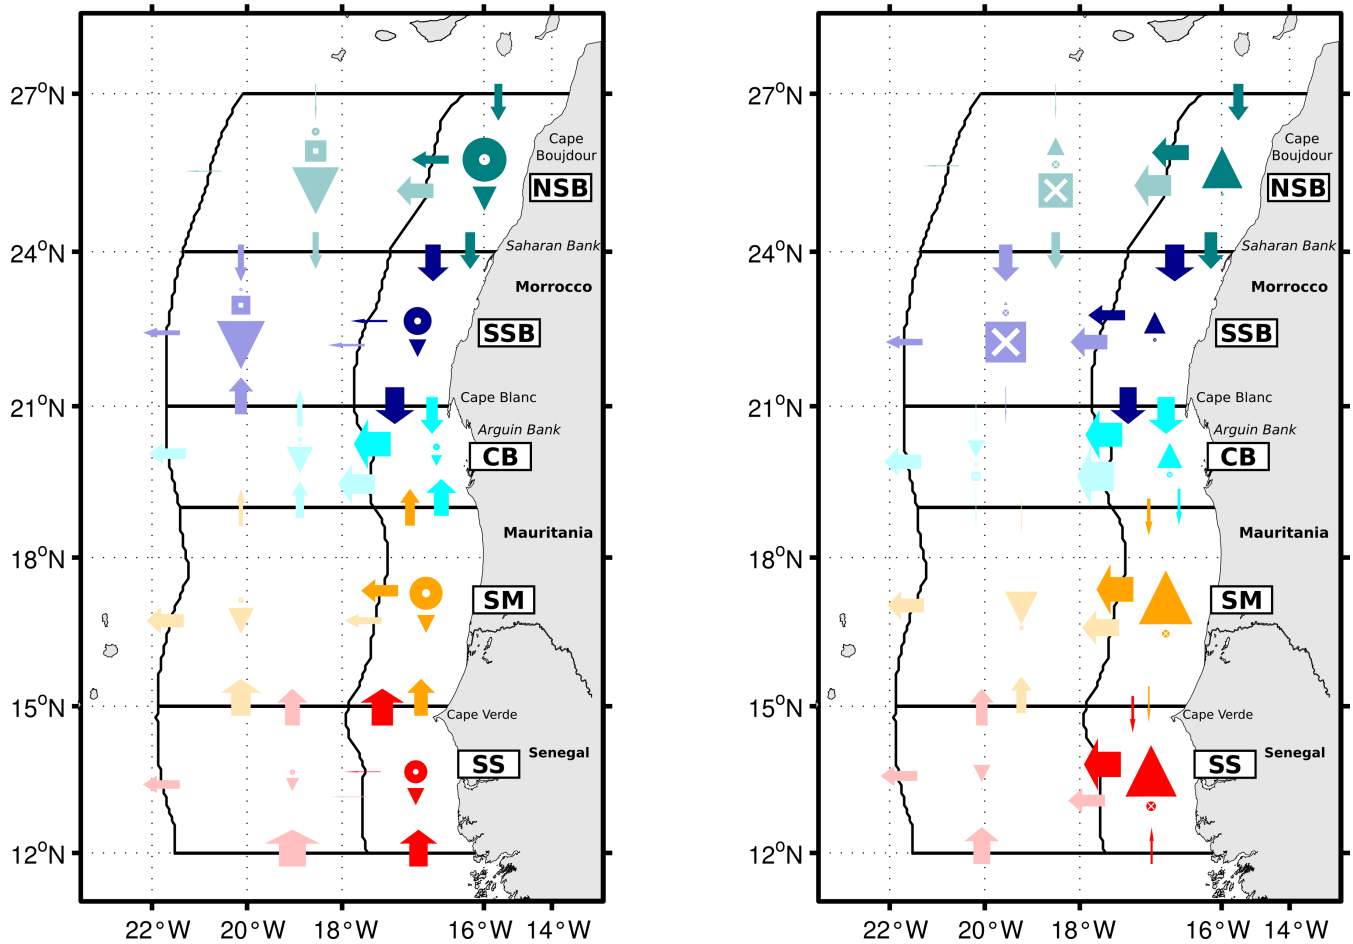 27°N
Cape
Boujdour
NSB
24°N
Saharan Bank
Morrocco
SSB
21°N
Cape Blanc
Arguin Bank
CB
Mauritania
18°N
SM
15°N
Cape Verde
Senegal
SS
12°N
22°W 20°W 18°W 16°W 14°W
27°N
Cape
Boujdour
NSB
24°N
Saharan Bank
Morrocco
SSB
21°N
Cape Blanc
Arguin Bank
CB
Mauritania
18°N
SM
15°N
Cape Verde
Senegal
SS
12°N
22°W 20°W 18°W 16°W 14°W